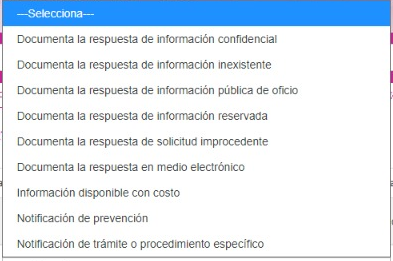 ---Selecciona---
Documenta la respuesta de información confidencial
Documenta la respuesta de información inexistente
Documenta la respuesta de información pública de oficio
Documenta la respuesta de información reservada
Documenta la respuesta de solicitud improcedente
Documenta la respuesta en medio electrónico
Información disponible con costo
Notificación de prevención
Notificación de trámite o procedimiento específico